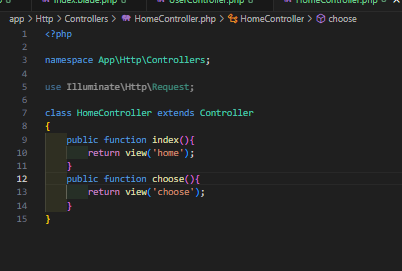 index.blade.php UserController.php HomeController.php
app > Http > Controllers > HomeController.php > HomeController > choose
1 <?php
2
3 namespace App\Http\Controllers;
4
5 use Illuminate\Http\Request;
6
7 class HomeController extends Controller
8 {
9 public function index(){
10 return view('home');
11 }
12 public function choose(){
13 return view('choose');
14 }
15 }